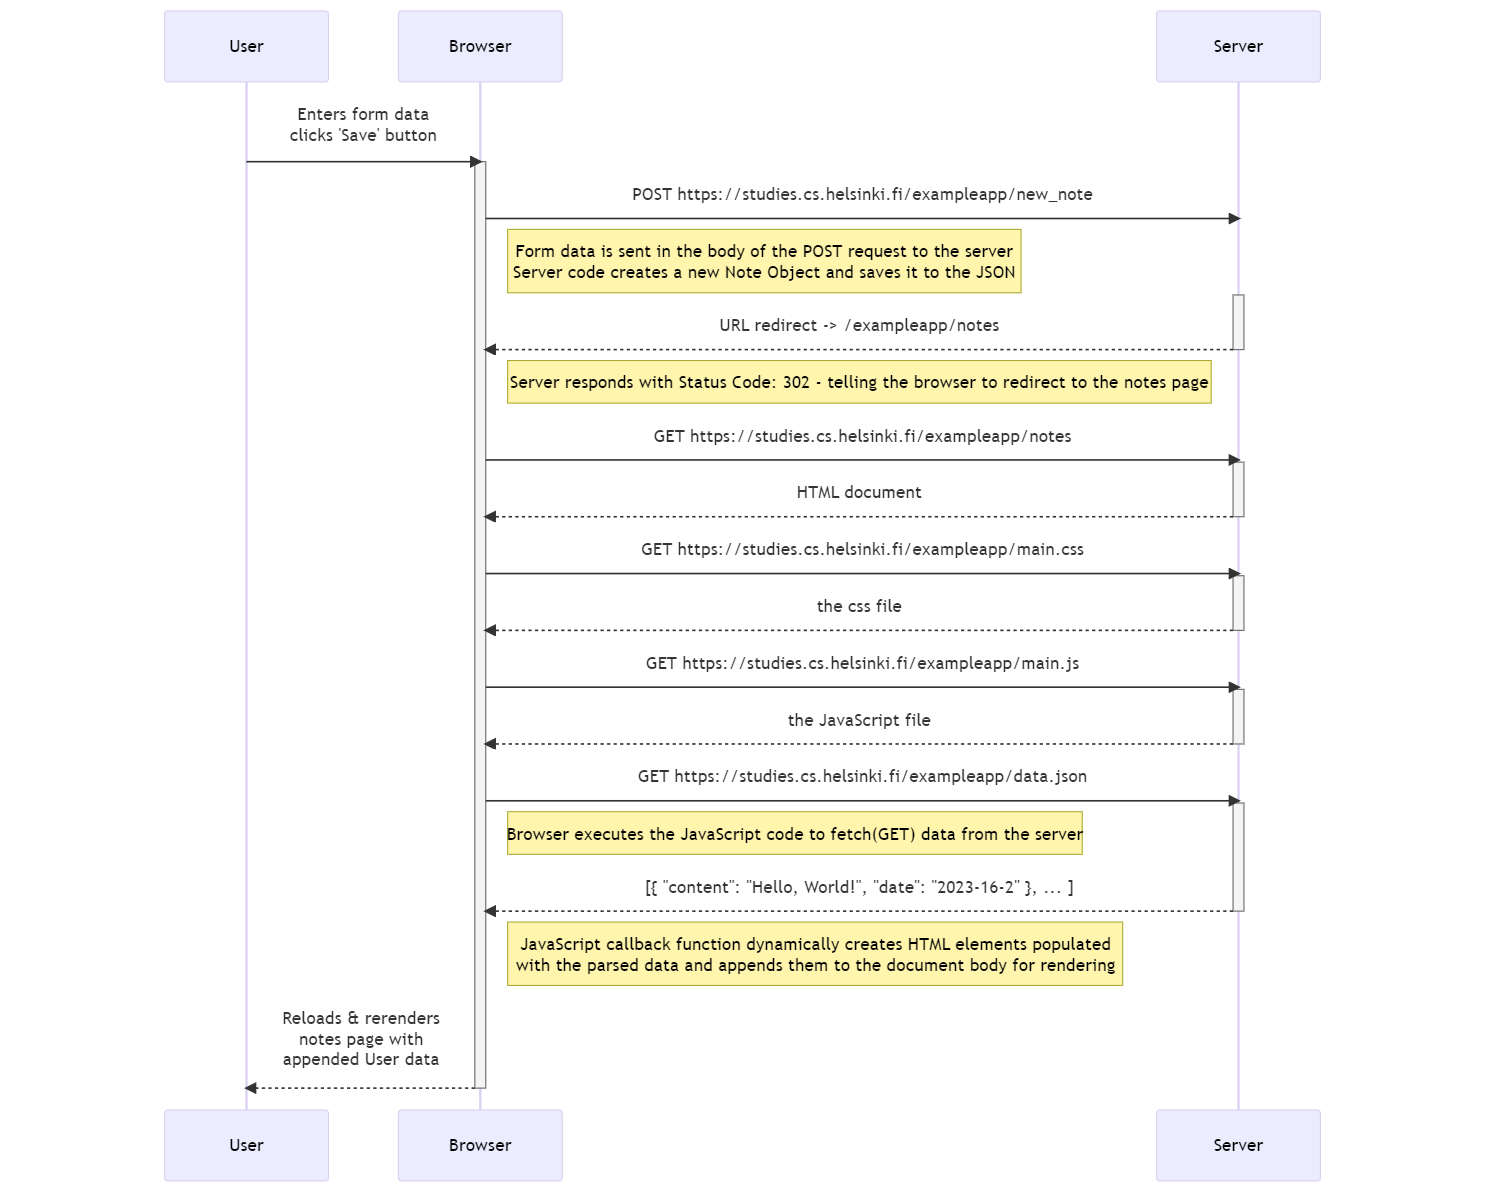 User
Browser
Server
Enters form data
clicks 'Save' button
POST https://studies.cs.helsinki.fi/exampleapp/new_note
Form data is sent in the body of the POST request to the server
Server code creates a new Note Object and saves it to the JSON
URL redirect -> /exampleapp/notes
Server responds with Status Code: 302 - telling the browser to redirect to the notes page
GET https://studies.cs.helsinki.fi/exampleapp/notes
HTML document
GET https://studies.cs.helsinki.fi/exampleapp/main.css
the css file
GET https://studies.cs.helsinki.fi/exampleapp/main.js
the JavaScript file
GET https://studies.cs.helsinki.fi/exampleapp/data.json
Browser executes the JavaScript code to fetch(GET) data from the server
[{ "content": "Hello, World!", "date": "2023-16-2" }, ... ]
JavaScript callback function dynamically creates HTML elements populated
with the parsed data and appends them to the document body for rendering
Reloads & rerenders
notes page with
appended User data
User
Browser
Server